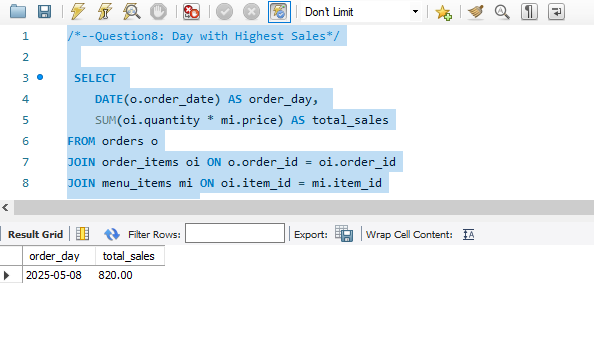 Don't Limit
1 /*--Question8: Day with Highest Sales*/
2
3 SELECT
4 DATE(o.order_date) AS order_day,
5 SUM(oi.quantity * mi.price) AS total_sales
6 FROM orders o
7 JOIN order_items oi ON o.order_id = oi.order_id
8 JOIN menu_items mi ON oi.item_id = mi.item_id
Result Grid Filter Rows: Export: Wrap Cell Content:
order_day total_sales
2025-05-08 820.00